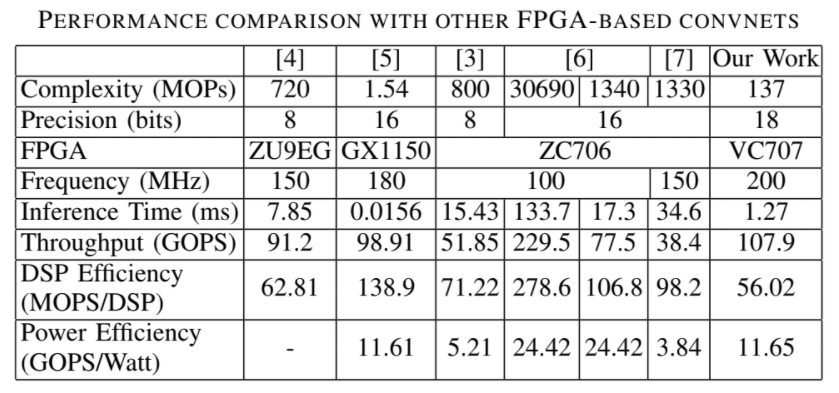 PERFORMANCE COMPARISON WITH OTHER FPGA-BASED CONVNETS
[4] [5] [3] [6] [7] Our Work
Complexity (MOPs) 720 1.54 800 30690 1340 1330 137
Precision (bits) 8 16 8 16 18
FPGA ZU9EG GX1150 ZC706 VC707
Frequency (MHz) 150 180 100 150 200
Inference Time (ms) 7.85 0.0156 15.43 133.7 17.3 34.6 1.27
Throughput (GOPS) 91.2 98.91 51.85 229.5 77.5 38.4 107.9
DSP Efficiency
(MOPS/DSP) 62.81 138.9 71.22 278.6 106.8 98.2 56.02
Power Efficiency
(GOPS/Watt) - 11.61 5.21 24.42 24.42 3.84 11.65